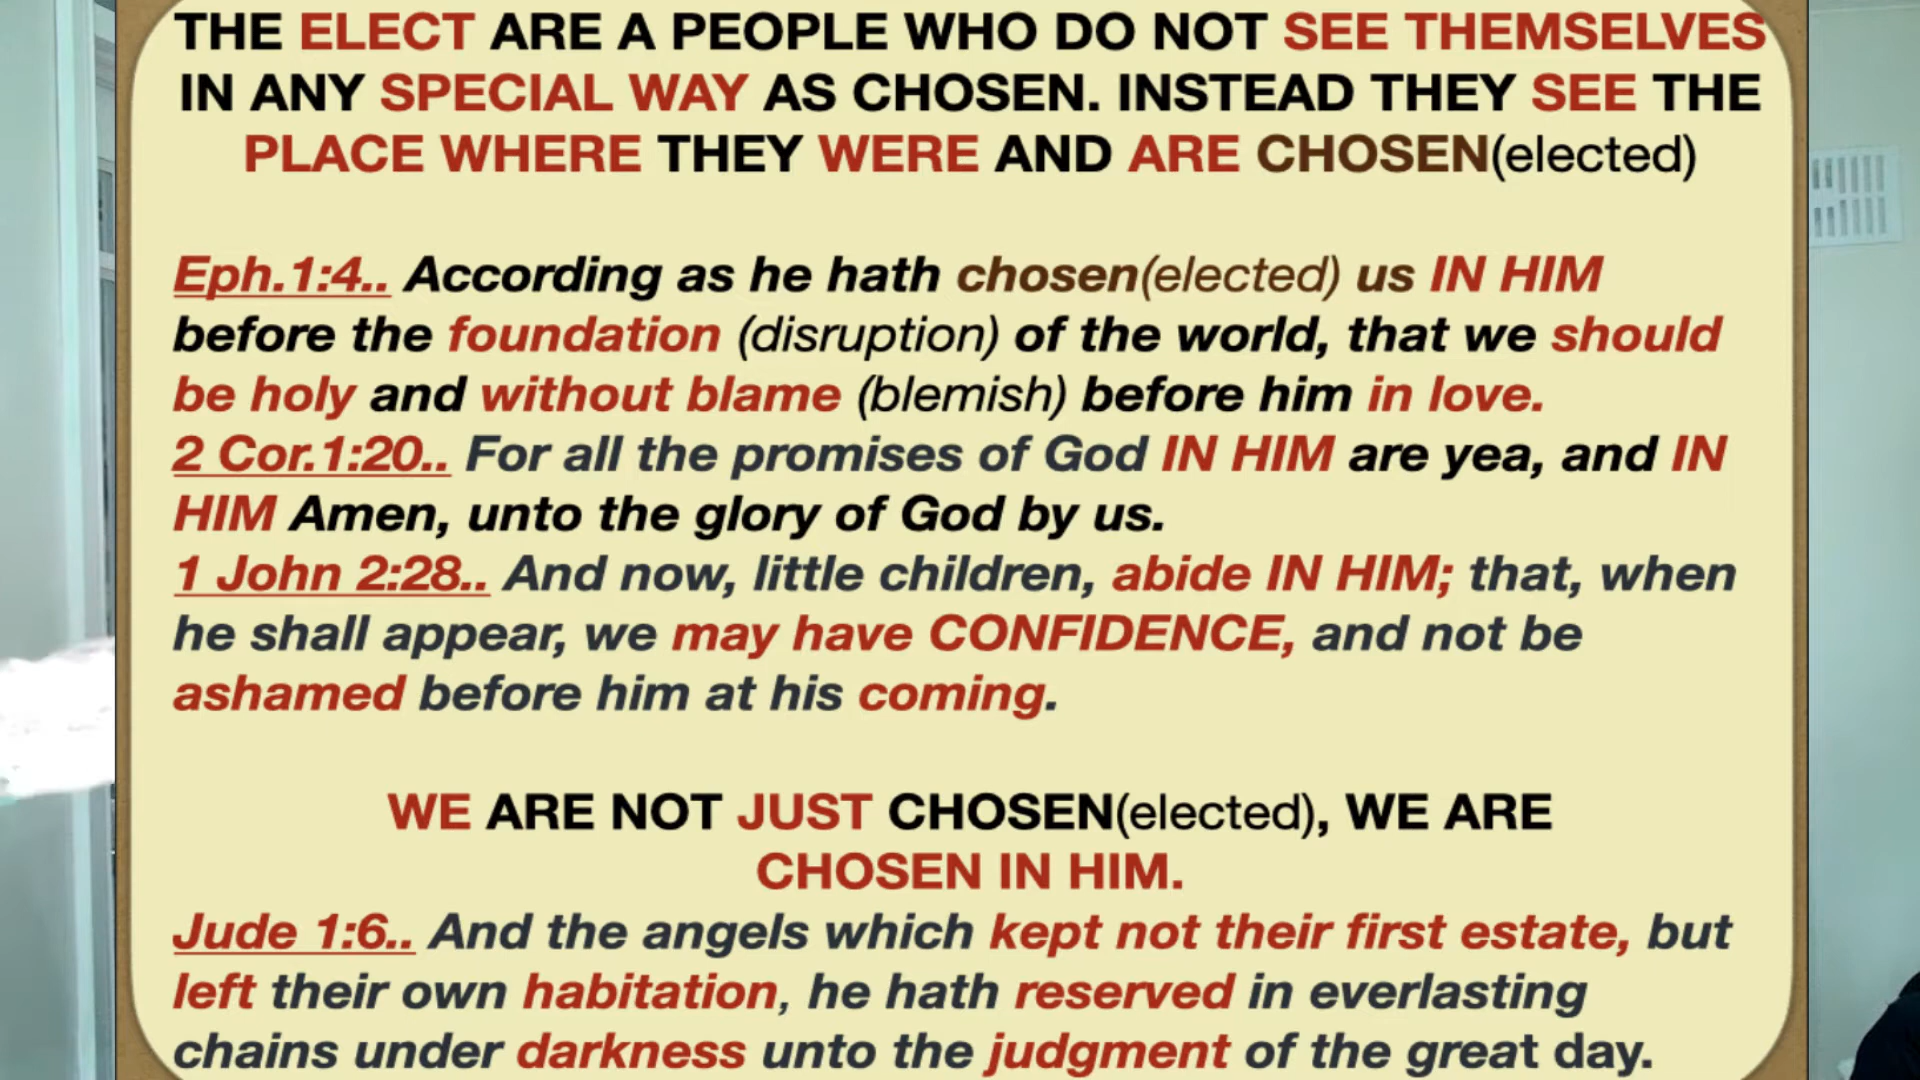 THE ELECT ARE A PEOPLE WHO DO NOT SEE THEMSELVES
IN ANY SPECIAL WAY AS CHOSEN. INSTEAD THEY SEE THE
PLACE WHERE THEY WERE AND ARE CHOSEN(elected)
Eph.1:4.. According as he hath chosen(elected) us IN HIM
before the foundation (disruption) of the world, that we should
be holy and without blame (blemish) before him in love.
2 Cor.1:20.. For all the promises of God IN HIM are yea, and IN
HIM Amen, unto the glory of God by us.
1 John 2:28.. And now, little children, abide IN HIM; that, when
he shall appear, we may have CONFIDENCE, and not be
ashamed before him at his coming.
WE ARE NOT JUST CHOSEN(elected), WE ARE
CHOSEN IN HIM.
Jude 1:6.. And the angels which kept not their first estate, but
left their own habitation, he hath reserved in everlasting
chains under darkness unto the judgment of the great day.